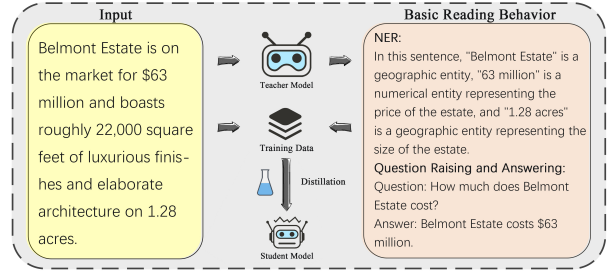 Input
Belmont Estate is on
the market for $63
million and boasts
roughly 22,000 square
feet of luxurious finis-
hes and elaborate
architecture on 1.28
acres.
Teacher Model
Training Data
Distillation
Student Model
Basic Reading Behavior
NER:
In this sentence, "Belmont Estate" is a
geographic entity, "63 million" is a
numerical entity representing the
price of the estate, and "1.28 acres"
is a geographic entity representing the
size of the estate.
Question Raising and Answering:
Question: How much does Belmont
Estate cost?
Answer: Belmont Estate costs $63
million.